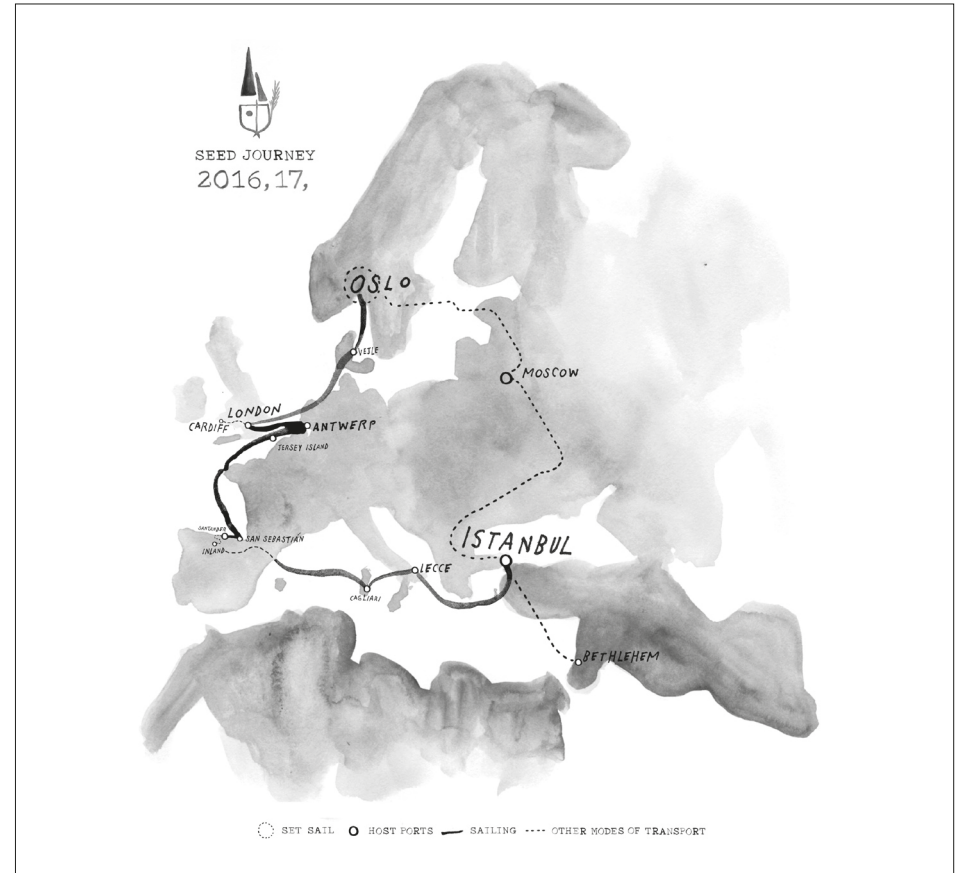 SEED JOURNEY
2016,17,
OSLO
VEJLE
MOSCOW
LONDON
CARDIFF
ANTWERP
JERSEY ISLAND
SANTANDER
SAN SEBASTIAN
INLAND
ISTANBUL
LECCE
CAGLIARI
BETHLEHEM
SET SAIL
HOST PORTS
SAILING
OTHER MODES OF TRANSPORT